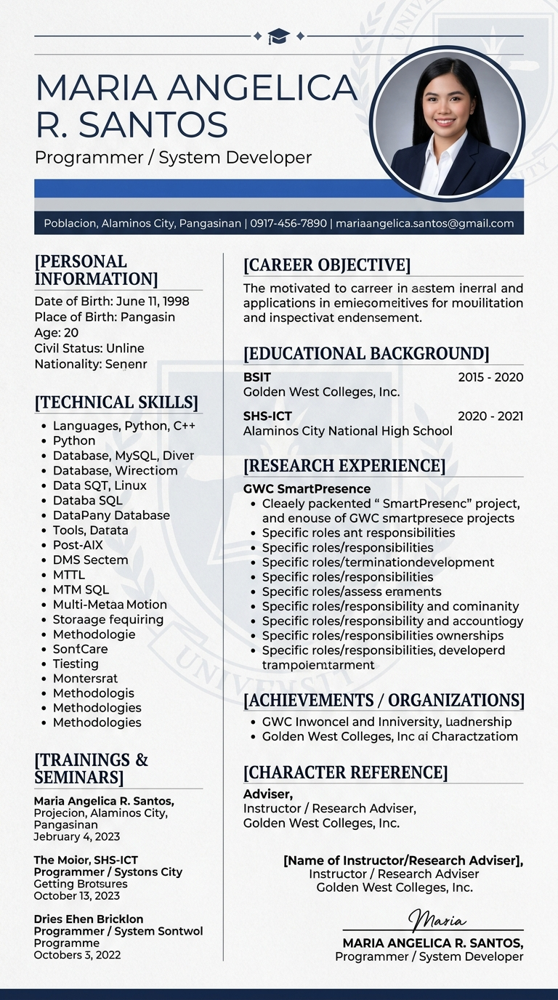 MARIA ANGELICA
R. SANTOS
Programmer / System Developer
Poblacion, Alaminos City, Pangasinan | 0917-456-7890 | mariaangelica.santos@gmail.com
[PERSONAL
INFORMATION]
Date of Birth: June 11, 1998
Place of Birth: Pangasin
Age: 20
Civil Status: Unline
Nationality: Senenr
[TECHNICAL SKILLS]
• Languages, Python, C++
• Python
• Database, MySQL, Diver
• Database, Wirectiom
• Data SQT, Linux
• Databa SQL
• DataPany Database
• Tools, Darata
• Post-AIX
• DMS Sectem
• MTTL
• MTM SQL
• Multi-Metaa Motion
• Storaage fequiring
• Methodologie
• SontCare
• Tiesting
• Montersrat
• Methodologis
• Methodologies
• Methodologies
[TRAININGS &
SEMINARS]
Maria Angelica R. Santos,
Projecion, Alaminos City,
Pangasinan
Jebruary 4, 2023
The Moior, SHS-ICT
Programmer / Systons City
Getting Brotsures
October 13, 2023
Dries Ehen Bricklon
Programmer / System Sontwol
Programme
Octobers 3, 2022
[CAREER OBJECTIVE]
The motivated to carreer in aestem inerral and
applications in emiecomeitives for mouilitation
and inspectivat endensement.
[EDUCATIONAL BACKGROUND]
BSIT 2015 - 2020
Golden West Colleges, Inc.
SHS-ICT 2020 - 2021
Alaminos City National High School
[RESEARCH EXPERIENCE]
GWC SmartPresence
• Cleaely packented “ SmartPresenc” project,
and enouse of GWC smartpresece projects
• Specific roles ant responsibilities
• Specific roles/responsibilities
• Specific roles/terminationdevelopment
• Specific roles/responsibilities
• Specific roles/assess eraments
• Specific roles/responsibility and cominanity
• Specific roles/responsibility and accountiogy
• Specific roles/responsibilities ownerships
• Specific roles/responsibilities, developerd
trampoientarment
[ACHIEVEMENTS / ORGANIZATIONS]
• GWC Inwoncel and Inniversity, Ladnership
• Golden West Colleges, Inc ai Charactzatiom
[CHARACTER REFERENCE]
Adviser,
Instructor / Research Adviser,
Golden West Colleges, Inc.
[Name of Instructor/Research Adviser],
Instructor / Research Adviser
Golden West Colleges, Inc.
Maria
MARIA ANGELICA R. SANTOS,
Programmer / System Developer
UNIVERSITY